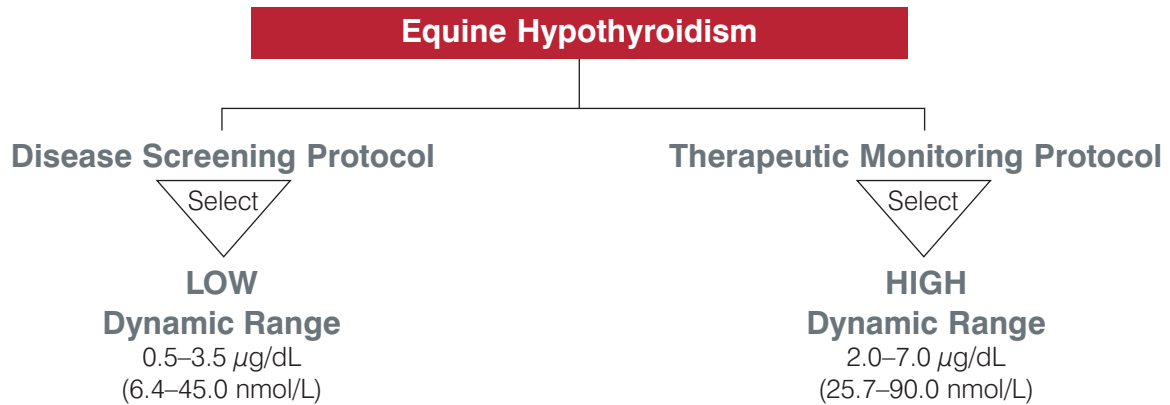 Equine Hypothyroidism
Disease Screening Protocol
Select
LOW
Dynamic Range
0.5–3.5 µg/dL
(6.4–45.0 nmol/L)
Therapeutic Monitoring Protocol
Select
HIGH
Dynamic Range
2.0–7.0 µg/dL
(25.7–90.0 nmol/L)